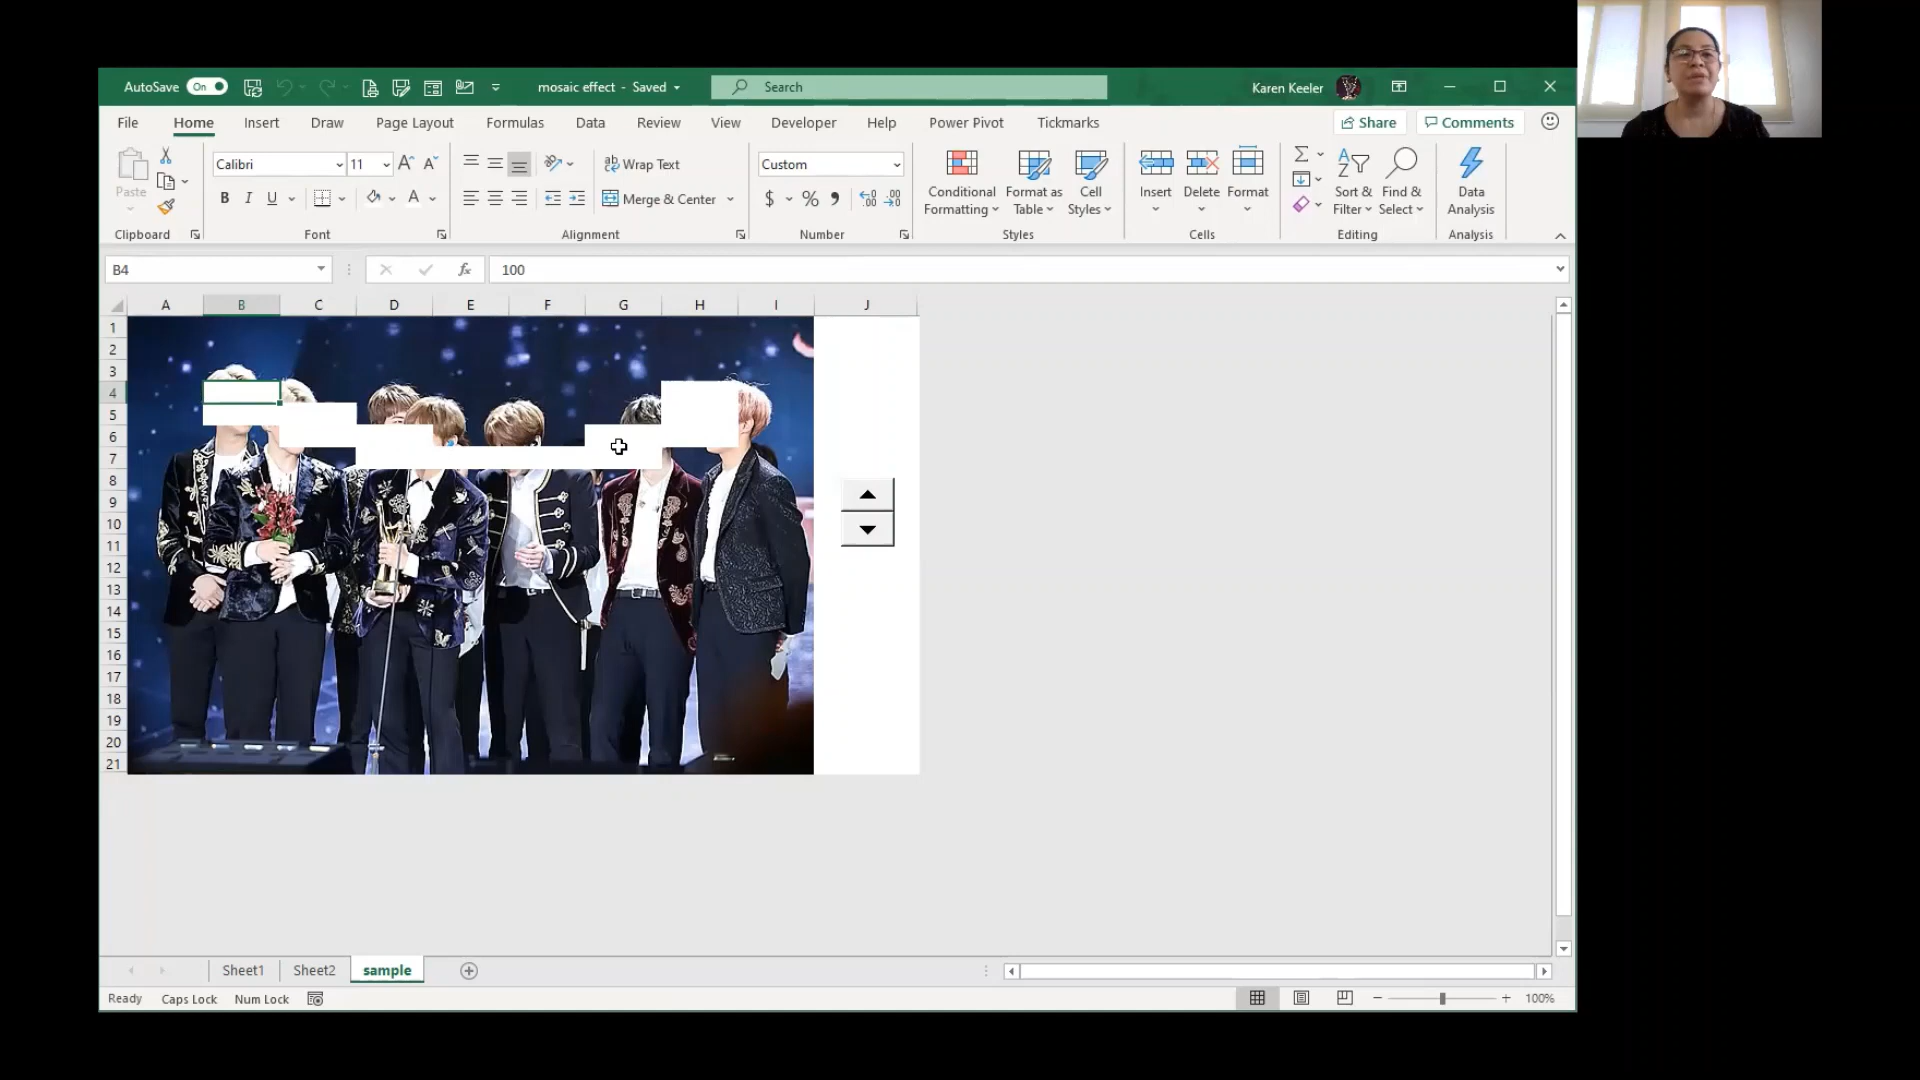 AutoSave On mosaic effect - Saved Search Karen Keeler
File Home Insert Draw Page Layout Formulas Data Review View Developer Help Power Pivot Tickmarks Share Comments
Paste
Calibri 11 A A
B I U A
ab Wrap Text
Merge & Center
Custom
$ % ,
Conditional Formatting
Format as Table
Cell Styles
Insert Delete Format
Sort & Filter
Find & Select
Data Analysis
Clipboard Font Alignment Number Styles Cells Editing Analysis
B4 fx 100
A B C D E F G H I J
1
2
3
4
5
6
7
8
9
10
11
12
13
14
15
16
17
18
19
20
21
Sheet1 Sheet2 sample
Ready Caps Lock Num Lock 100%